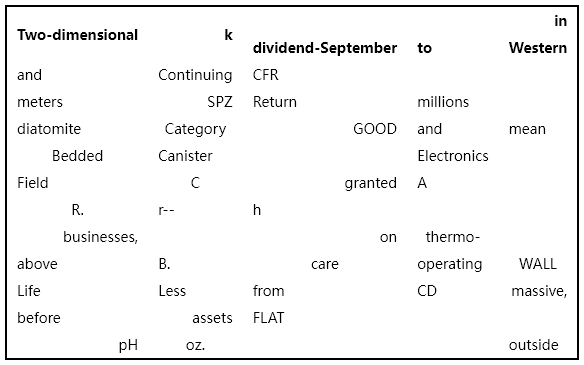 Two-dimensional k dividend-September to in Western
and Continuing CFR
meters SPZ Return millions
diatomite Category GOOD and mean
Bedded Canister Electronics
Field C granted A
R. r-- h
businesses, on thermo-
above B. care operating WALL
Life Less from CD massive,
before assets FLAT
pH oz. outside